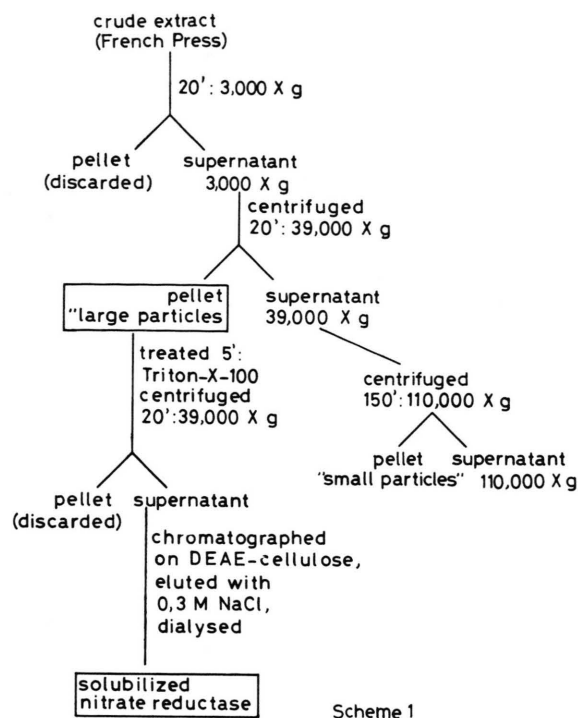 crude extract
(French Press)
20': 3,000 X g
pellet
(discarded)
supernatant
3,000 X g
centrifuged
20': 39,000 X g
pellet
"large particles
supernatant
39,000 X g
treated 5':
Triton-X-100
centrifuged
20':39,000 X g
centrifuged
150':110,000 X g
pellet
"small particles"
supernatant
110,000 X g
pellet
(discarded)
supernatant
chromatographed
on DEAE-cellulose,
eluted with
0,3 M NaCl,
dialysed
solubilized
nitrate reductase
Scheme 1